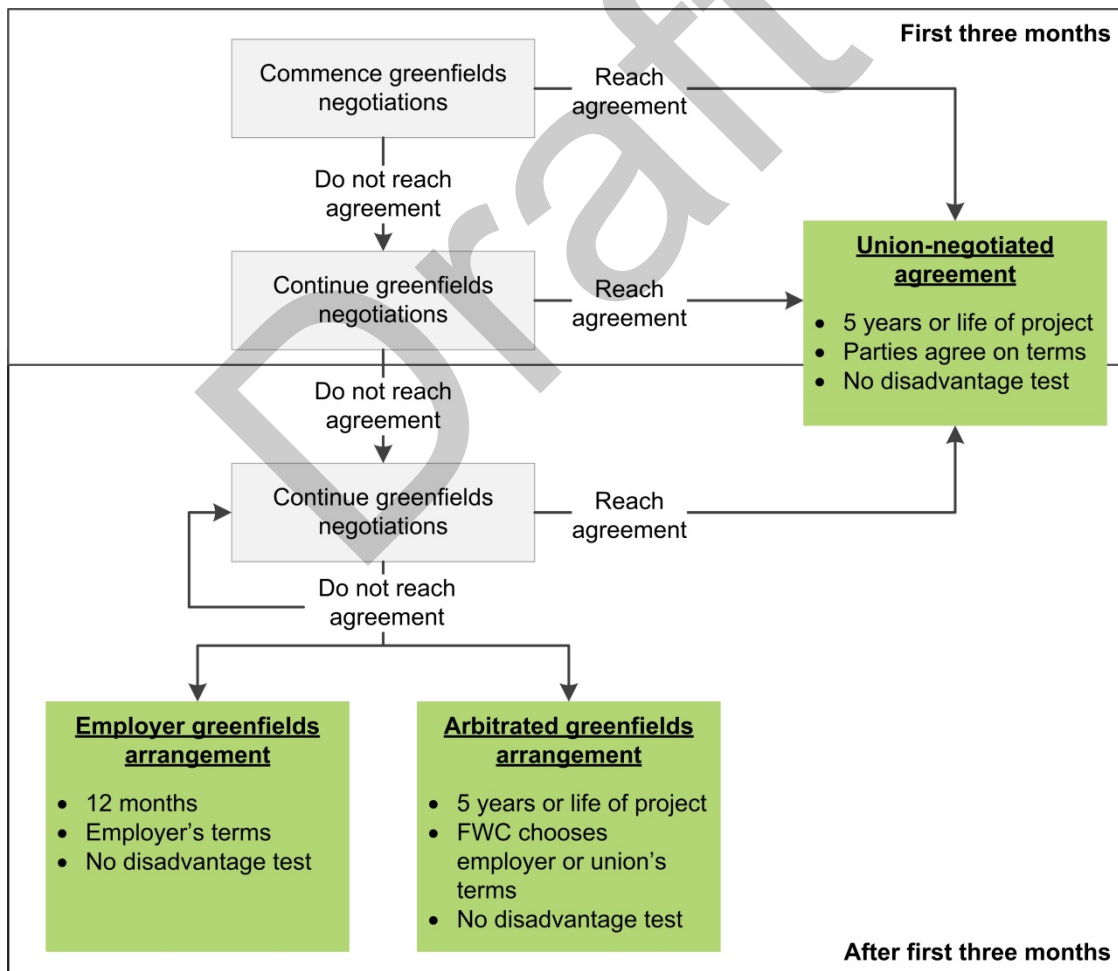 First three months
Commence greenfields
negotiations
Reach
agreement
Do not reach
agreement
Continue greenfields
negotiations
Reach
agreement
Union-negotiated
agreement
• 5 years or life of project
• Parties agree on terms
• No disadvantage test
Do not reach
agreement
Continue greenfields
negotiations
Reach
agreement
Do not reach
agreement
Employer greenfields
arrangement
• 12 months
• Employer’s terms
• No disadvantage test
Arbitrated greenfields
arrangement
• 5 years or life of project
• FWC chooses
employer or union’s
terms
• No disadvantage test
After first three months
Draft